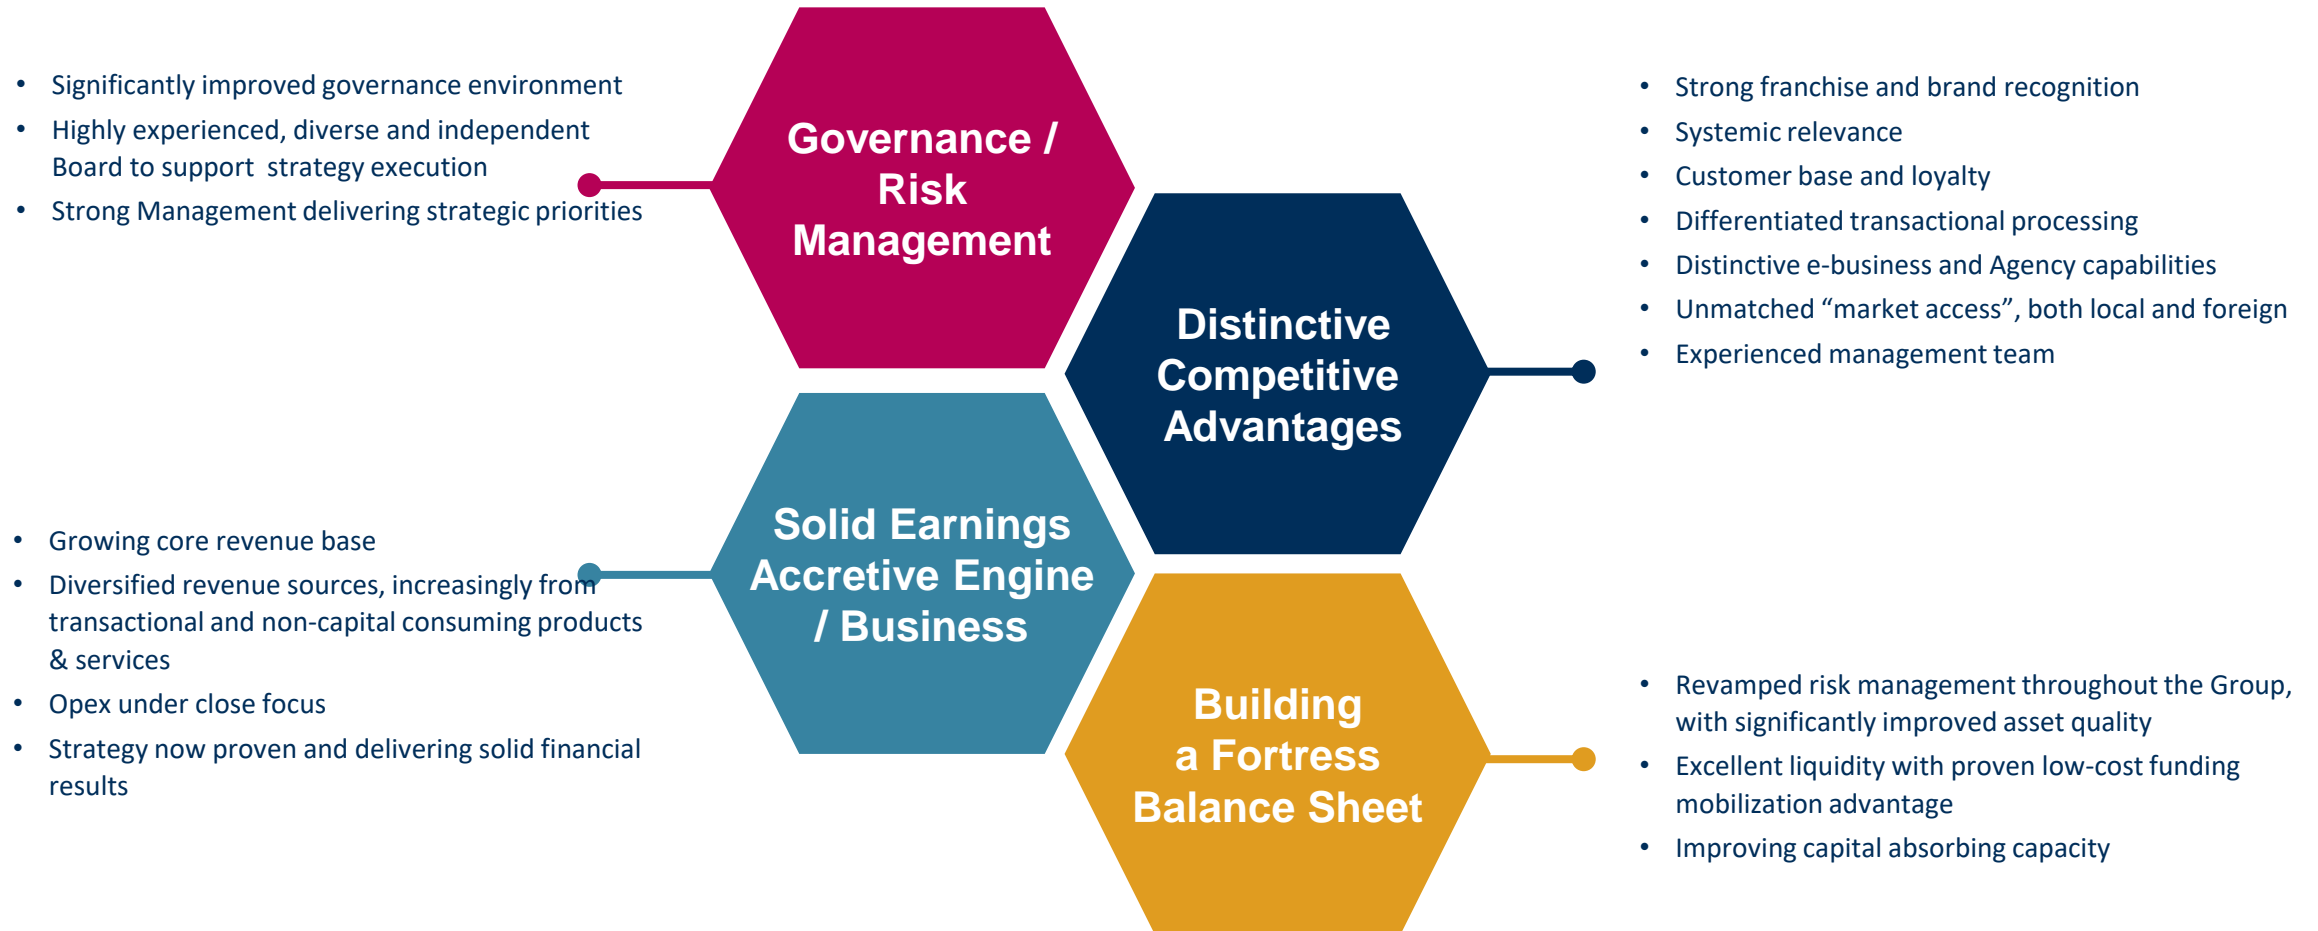 • Significantly improved governance environment
• Highly experienced, diverse and independent
Board to support  strategy execution
• Strong Management delivering strategic priorities
Governance /
Risk
Management
• Strong franchise and brand recognition
• Systemic relevance
• Customer base and loyalty
• Differentiated transactional processing
• Distinctive e-business and Agency capabilities
• Unmatched “market access”, both local and foreign
• Experienced management team
Distinctive
Competitive
Advantages
• Growing core revenue base
• Diversified revenue sources, increasingly from
transactional and non-capital consuming products
& services
• Opex under close focus
• Strategy now proven and delivering solid financial
results
Solid Earnings
Accretive Engine
/ Business
Building
a Fortress
Balance Sheet
• Revamped risk management throughout the Group,
with significantly improved asset quality
• Excellent liquidity with proven low-cost funding
mobilization advantage
• Improving capital absorbing capacity